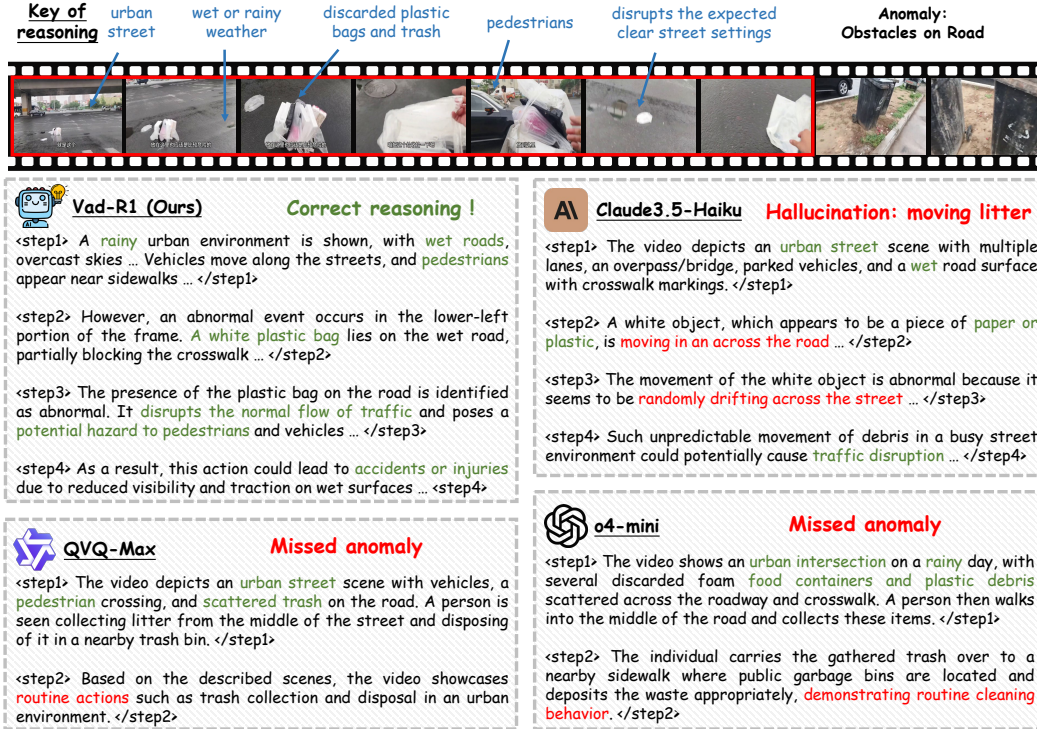 Key of
reasoning
urban
street
wet or rainy
weather
discarded plastic
bags and trash
pedestrians
disrupts the expected
clear street settings
Anomaly:
Obstacles on Road
Vad-R1 (Ours)
Correct reasoning !
<step1> A rainy urban environment is shown, with wet roads,
overcast skies … Vehicles move along the streets, and pedestrians
appear near sidewalks … </step1>
<step2> However, an abnormal event occurs in the lower-left
portion of the frame. A white plastic bag lies on the wet road,
partially blocking the crosswalk … </step2>
<step3> The presence of the plastic bag on the road is identified
as abnormal. It disrupts the normal flow of traffic and poses a
potential hazard to pedestrians and vehicles … </step3>
<step4> As a result, this action could lead to accidents or injuries
due to reduced visibility and traction on wet surfaces … <step4>
Claude3.5-Haiku
Hallucination: moving litter
<step1> The video depicts an urban street scene with multiple
lanes, an overpass/bridge, parked vehicles, and a wet road surface
with crosswalk markings. </step1>
<step2> A white object, which appears to be a piece of paper or
plastic, is moving in an across the road … </step2>
<step3> The movement of the white object is abnormal because it
seems to be randomly drifting across the street … </step3>
<step4> Such unpredictable movement of debris in a busy street
environment could potentially cause traffic disruption … </step4>
QVQ-Max
Missed anomaly
<step1> The video depicts an urban street scene with vehicles, a
pedestrian crossing, and scattered trash on the road. A person is
seen collecting litter from the middle of the street and disposing
of it in a nearby trash bin. </step1>
<step2> Based on the described scenes, the video showcases
routine actions such as trash collection and disposal in an urban
environment. </step2>
o4-mini
Missed anomaly
<step1> The video shows an urban intersection on a rainy day, with
several discarded foam food containers and plastic debris
scattered across the roadway and crosswalk. A person then walks
into the middle of the road and collects these items. </step1>
<step2> The individual carries the gathered trash over to a
nearby sidewalk where public garbage bins are located and
deposits the waste appropriately, demonstrating routine cleaning
behavior. </step2>